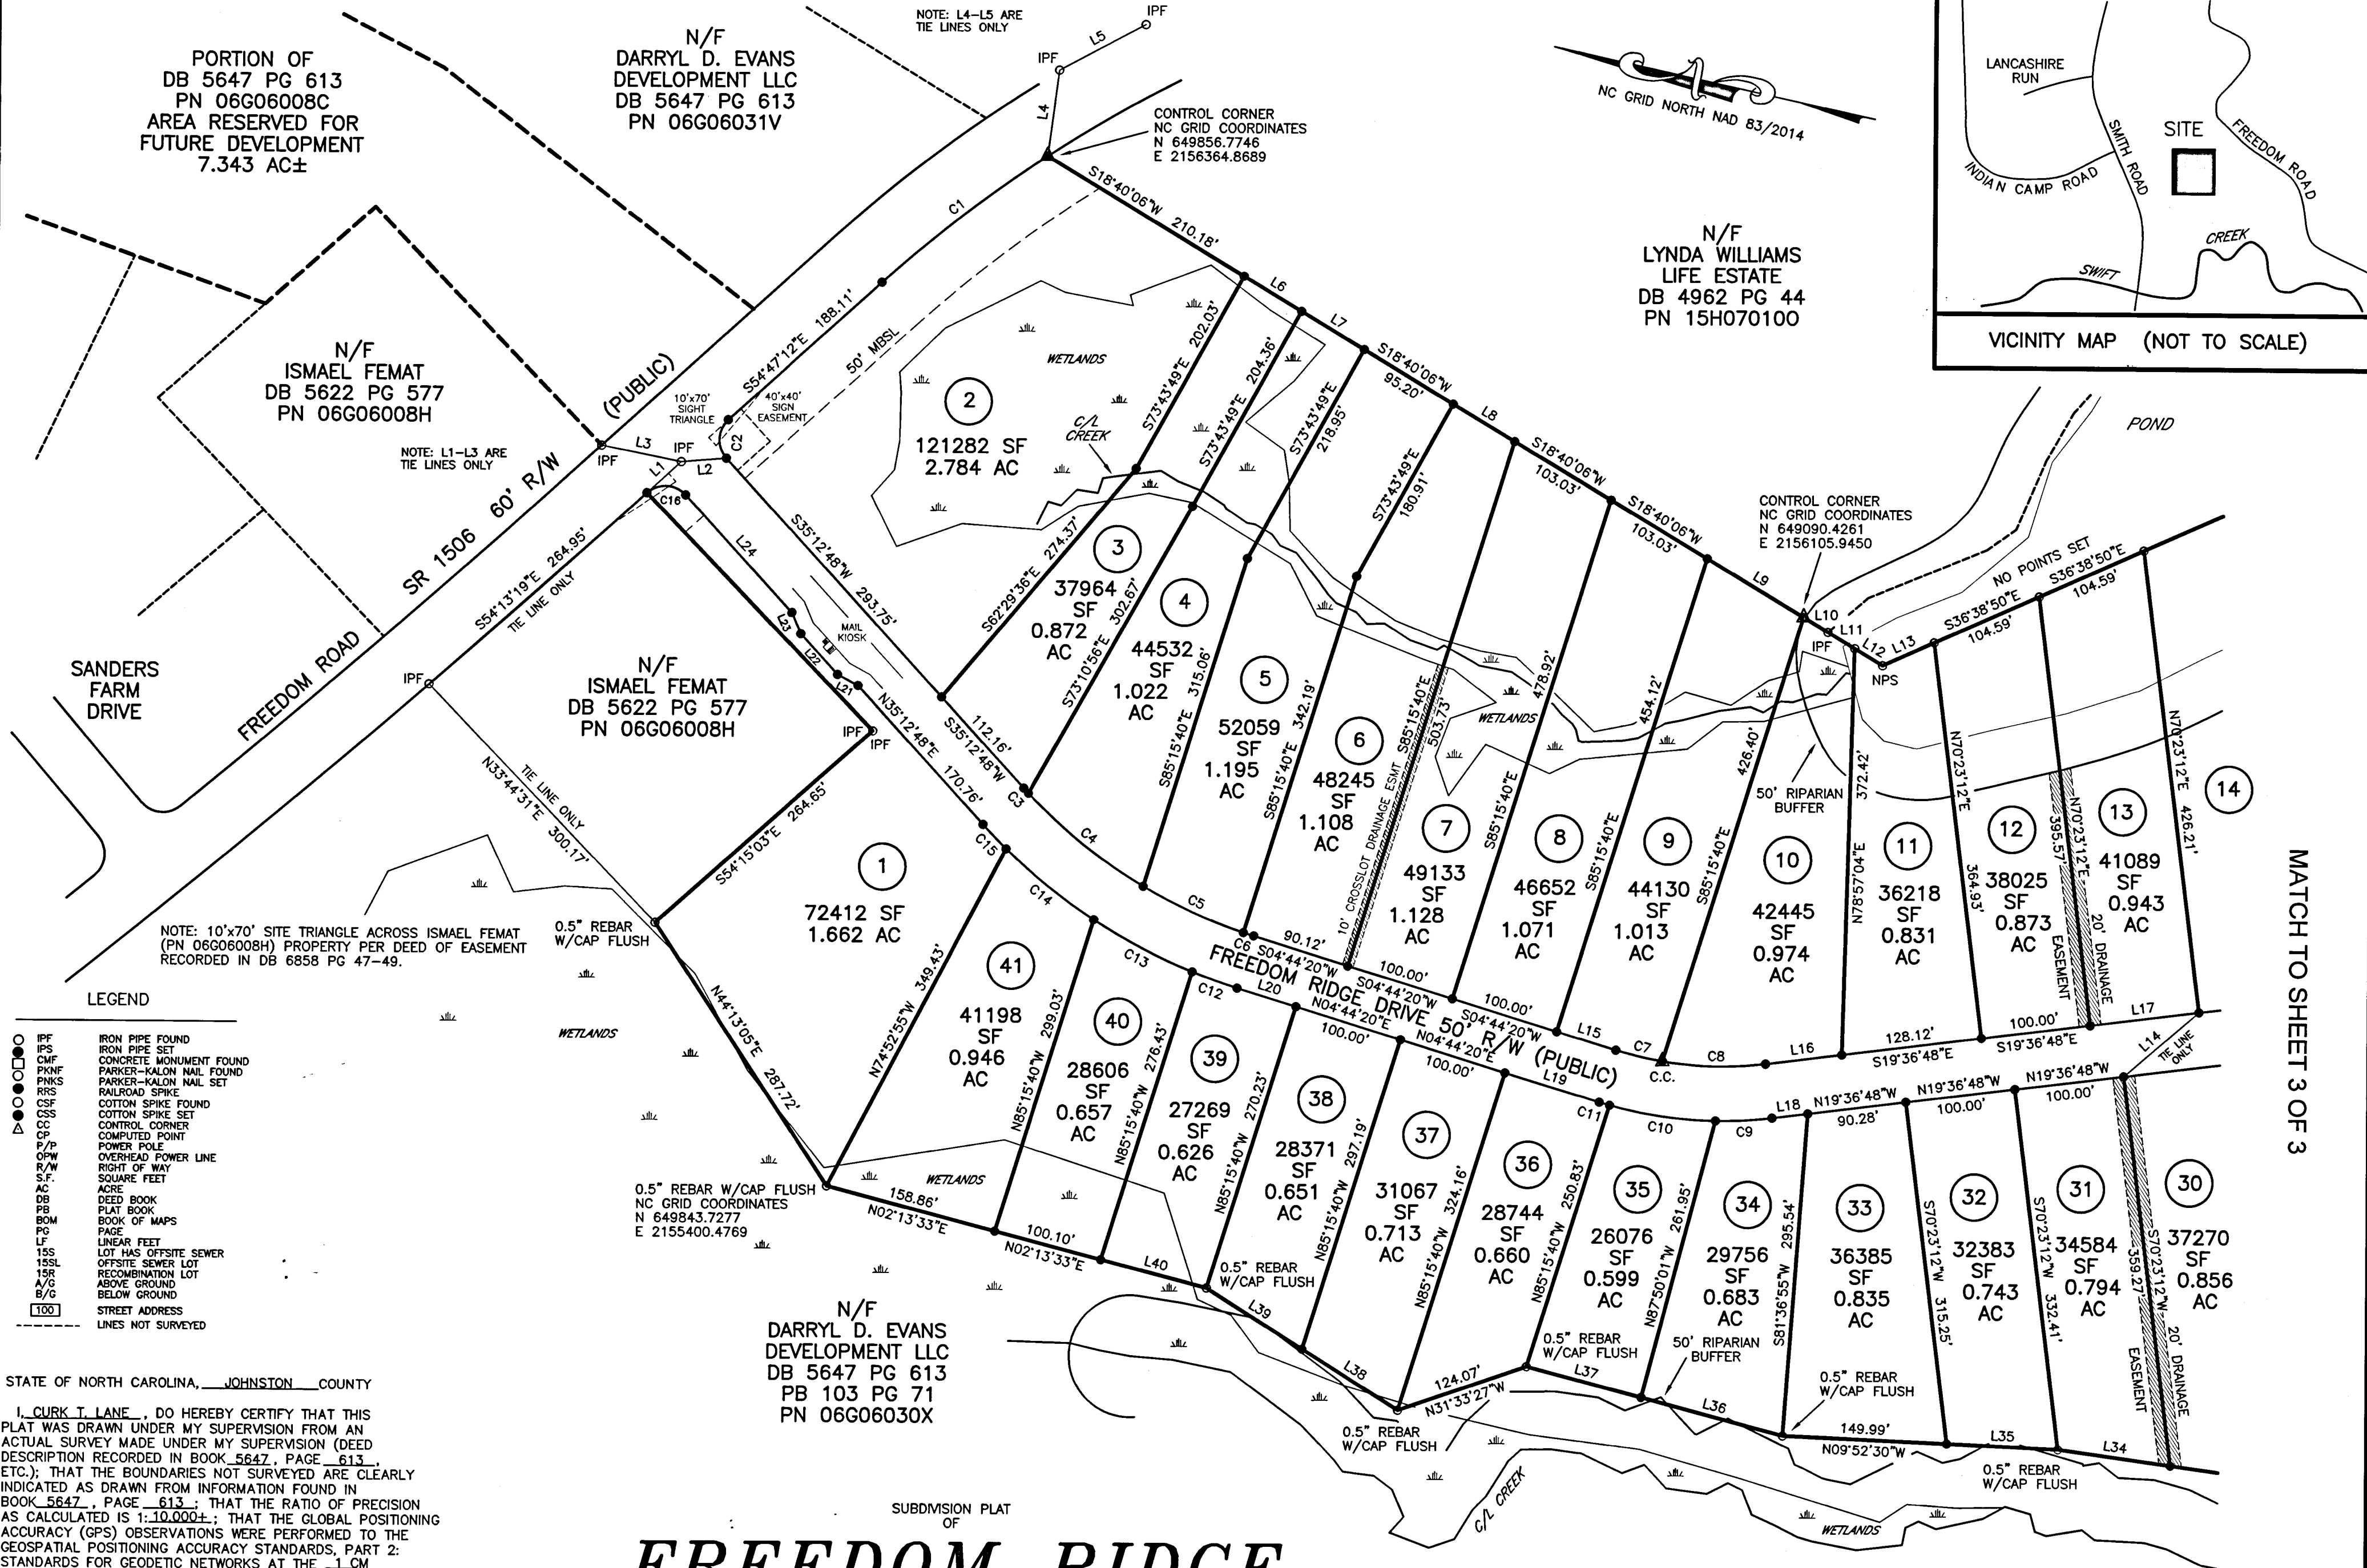 PORTION OF
DB 5647 PG 613
PN 06G06008C
AREA RESERVED FOR
FUTURE DEVELOPMENT
7.343 AC±
N/F
DARRYL D. EVANS
DEVELOPMENT LLC
DB 5647 PG 613
PN 06G06031V
NOTE: L4-L5 ARE
TIE LINES ONLY
IPF
L5
IPF
L4
CONTROL CORNER
NC GRID COORDINATES
N 649856.7746
E 2156364.8689
NC GRID NORTH NAD 83/2014
N/F
LYNDA WILLIAMS
LIFE ESTATE
DB 4962 PG 44
PN 15H07010O
LANCASHIRE
RUN
SITE
SMITH ROAD
FREEDOM ROAD
INDIAN CAMP ROAD
CREEK
SWIFT
VICINITY MAP (NOT TO SCALE)
N/F
ISMAEL FEMAT
DB 5622 PG 577
PN 06G06008H
NOTE: L1-L3 ARE
TIE LINES ONLY
SANDERS
FARM
DRIVE
FREEDOM ROAD
SR 1506 60' R/W
(PUBLIC)
S54°13'19"E 264.95'
TIE LINE ONLY
IPF
L3
IPF
L1
L2
C16
C2
C1
S54°47'12"E 188.11'
50' MBSL
10'x70'
SIGHT
TRIANGLE
40'x40'
SIGN
EASEMENT
IPF
N33°44'31"E 300.17'
TIE LINE ONLY
N/F
ISMAEL FEMAT
DB 5622 PG 577
PN 06G06008H
IPF
IPF
L24
L23
L22
L21
MAIL
KIOSK
S35°12'48"W 293.75'
N35°12'48"E 170.76'
112.16'
S35°12'48"W
S54°15'03"E 264.65'
2
121282 SF
2.784 AC
WETLANDS
C/L
CREEK
S18°40'06"W 210.18'
L6
L7
S18°40'06"W
95.20'
L8
S18°40'06"W
103.03'
S18°40'06"W
103.03'
L9
CONTROL CORNER
NC GRID COORDINATES
N 649090.4261
E 2156105.9450
POND
L10
L11
IPF
L12
NPS
L13
NO POINTS SET
S36°38'50"E
104.59'
S36°38'50"E
104.59'
S73°43'49"E 202.03'
S62°29'36"E 274.37'
3
37964
SF
0.872
AC
S73°43'49"E 204.36'
S73°10'56"E 302.67'
4
44532
SF
1.022
AC
S73°43'49"E
218.95'
S85°15'40"E 315.06'
5
52059
SF
1.195
AC
S73°43'49"E
180.91'
S85°15'40"E 342.19'
6
48245
SF
1.108
AC
10' CROSSLOT DRAINAGE ESMT
S85°15'40"E
503.73'
WETLANDS
7
49133
SF
1.128
AC
S85°15'40"E 478.92'
8
46652
SF
1.071
AC
S85°15'40"E 454.12'
9
44130
SF
1.013
AC
S85°15'40"E 426.40'
10
42445
SF
0.974
AC
50' RIPARIAN
BUFFER
N78°57'04"E 372.42'
11
36218
SF
0.831
AC
N70°23'12"E 364.93'
12
38025
SF
0.873
AC
N70°23'12"E
395.57'
20' DRAINAGE
EASEMENT
13
41089
SF
0.943
AC
N70°23'12"E 426.21'
14
MATCH TO SHEET 3 OF 3
C3
C4
C5
C6
90.12'
S04°44'20"W
100.00'
S04°44'20"W
100.00'
S04°44'20"W
L15
C7
C.C.
C8
L16
128.12'
S19°36'48"E
100.00'
S19°36'48"E
L17
L14
TIE LINE
ONLY
FREEDOM RIDGE DRIVE 50' R/W (PUBLIC)
C15
C14
C13
C12
L20
N04°44'20"E
100.00'
N04°44'20"E
100.00'
L19
C11
C10
C9
L18
N19°36'48"W
90.28'
N19°36'48"W
100.00'
N19°36'48"W
100.00'
NOTE: 10'x70' SITE TRIANGLE ACROSS ISMAEL FEMAT
(PN 06G06008H) PROPERTY PER DEED OF EASEMENT
RECORDED IN DB 6858 PG 47-49.
0.5" REBAR
W/CAP FLUSH
1
72412 SF
1.662 AC
WETLANDS
N44°13'05"E 287.72'
N74°52'55"W 349.43'
41
41198
SF
0.946
AC
N85°15'40"W 299.03'
40
28606
SF
0.657
AC
N85°15'40"W 276.43'
39
27269
SF
0.626
AC
N85°15'40"W 270.23'
38
28371
SF
0.651
AC
N85°15'40"W 297.19'
37
31067
SF
0.713
AC
N85°15'40"W 324.16'
36
28744
SF
0.660
AC
N85°15'40"W 250.83'
35
26076
SF
0.599
AC
N87°50'01"W 261.95'
34
29756
SF
0.683
AC
S81°36'55"W 295.54'
33
36385
SF
0.835
AC
S70°23'12"W 315.25'
32
32383
SF
0.743
AC
S70°23'12"W 332.41'
31
34584
SF
0.794
AC
S70°23'12"W
359.27'
20' DRAINAGE
EASEMENT
30
37270
SF
0.856
AC
WETLANDS
158.86'
N02°13'33"E
100.10'
N02°13'33"E
L40
0.5" REBAR
W/CAP FLUSH
L39
L38
124.07'
N31°33'27"W
0.5" REBAR
W/CAP FLUSH
0.5" REBAR
W/CAP FLUSH
L37
50' RIPARIAN
BUFFER
L36
0.5" REBAR
W/CAP FLUSH
149.99'
N09°52'30"W
L35
L34
0.5" REBAR
W/CAP FLUSH
C/L CREEK
WETLANDS
0.5" REBAR W/CAP FLUSH
NC GRID COORDINATES
N 649843.7277
E 2155400.4769
N/F
DARRYL D. EVANS
DEVELOPMENT LLC
DB 5647 PG 613
PB 103 PG 71
PN 06G06030X
LEGEND
IPF IRON PIPE FOUND
IPS IRON PIPE SET
CMF CONCRETE MONUMENT FOUND
PKNF PARKER-KALON NAIL FOUND
PNKS PARKER-KALON NAIL SET
RRS RAILROAD SPIKE
CSF COTTON SPIKE FOUND
CSS COTTON SPIKE SET
CC CONTROL CORNER
CP COMPUTED POINT
P/P POWER POLE
OPW OVERHEAD POWER LINE
R/W RIGHT OF WAY
S.F. SQUARE FEET
AC ACRE
DB DEED BOOK
PB PLAT BOOK
BOM BOOK OF MAPS
PG PAGE
LF LINEAR FEET
15S LOT HAS OFFSITE SEWER
15SL OFFSITE SEWER LOT
15R RECOMBINATION LOT
A/G ABOVE GROUND
B/G BELOW GROUND
100 STREET ADDRESS
LINES NOT SURVEYED
STATE OF NORTH CAROLINA, JOHNSTON COUNTY
I, CURK T. LANE , DO HEREBY CERTIFY THAT THIS
PLAT WAS DRAWN UNDER MY SUPERVISION FROM AN
ACTUAL SURVEY MADE UNDER MY SUPERVISION (DEED
DESCRIPTION RECORDED IN BOOK 5647, PAGE 613,
ETC.); THAT THE BOUNDARIES NOT SURVEYED ARE CLEARLY
INDICATED AS DRAWN FROM INFORMATION FOUND IN
BOOK 5647, PAGE 613; THAT THE RATIO OF PRECISION
AS CALCULATED IS 1:10,000+; THAT THE GLOBAL POSITIONING
ACCURACY (GPS) OBSERVATIONS WERE PERFORMED TO THE
GEOSPATIAL POSITIONING ACCURACY STANDARDS, PART 2:
STANDARDS FOR GEODETIC NETWORKS AT THE 1 CM
SUBDIVISION PLAT
OF
FREEDOM RIDGE